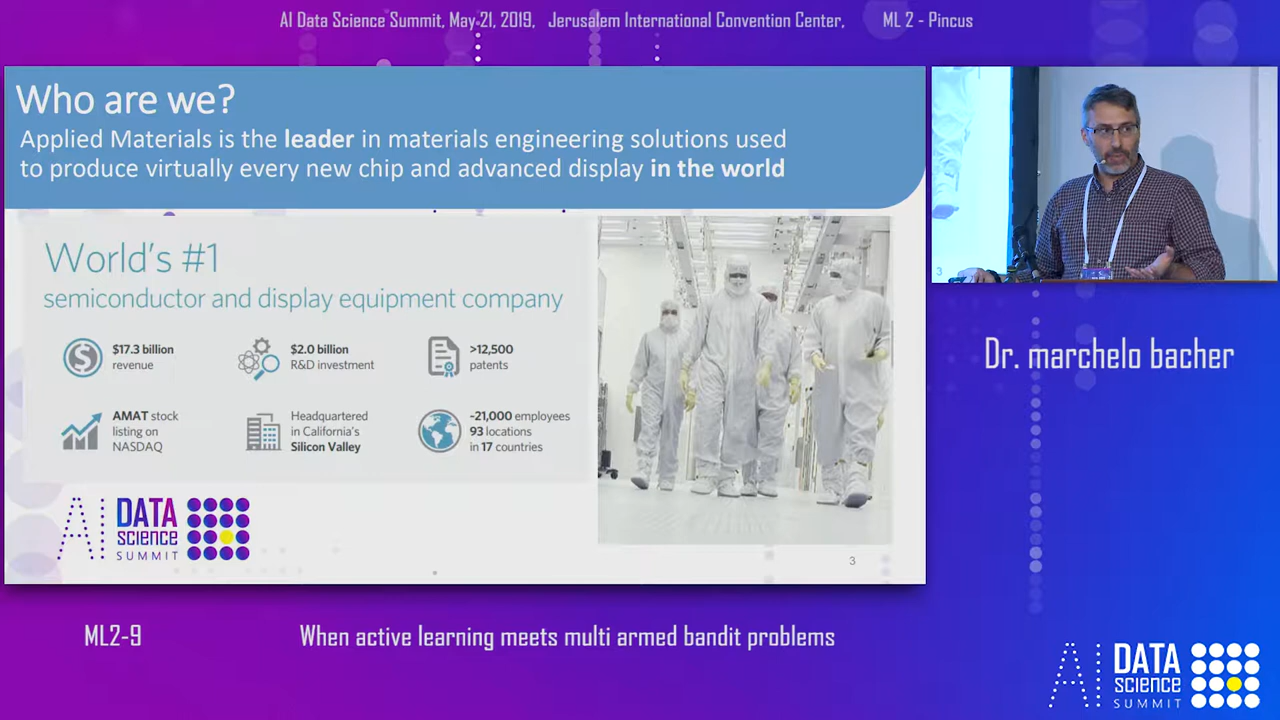 AI Data Science Summit, May 21, 2019, Jerusalem International Convention Center, ML 2 - Pincus
Who are we?
Applied Materials is the leader in materials engineering solutions used
to produce virtually every new chip and advanced display in the world
World's #1
semiconductor and display equipment company
$17.3 billion
revenue
$2.0 billion
R&D investment
>12,500
patents
AMAT stock
listing on
NASDAQ
Headquartered
in California's
Silicon Valley
~21,000 employees
93 locations
in 17 countries
AI DATA
SCIENCE
SUMMIT
3
3
Dr. marchelo bacher
ML2-9 When active learning meets multi armed bandit problems
AI DATA
SCIENCE
SUMMIT